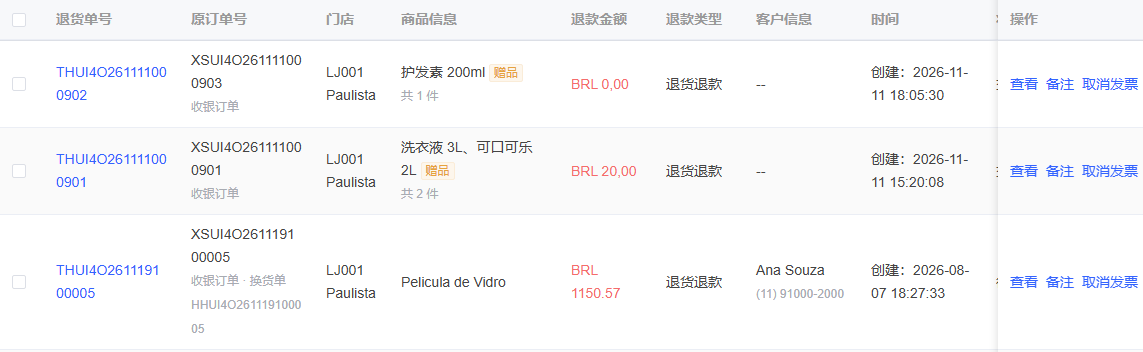 退货单号 原订单号 门店 商品信息 退款金额 退款类型 客户信息 时间 操作
THUI4O26111100
0902
XSUI4O26111100
0903
收银订单
LJ001
Paulista
护发素 200ml 赠品
共 1 件
BRL 0,00
退货退款
--
创建：2026-11-
11 18:05:30
查看 备注 取消发票
THUI4O26111100
0901
XSUI4O26111100
0901
收银订单
LJ001
Paulista
洗衣液 3L、可口可乐
2L 赠品
共 2 件
BRL 20,00
退货退款
--
创建：2026-11-
11 15:20:08
查看 备注 取消发票
THUI4O2611191
00005
XSUI4O2611191
00005
收银订单 · 换货单
HHUI4O2611191000
05
LJ001
Paulista
Pelicula de Vidro
BRL
1150.57
退货退款
Ana Souza
(11) 91000-2000
创建：2026-08-
07 18:27:33
查看 备注 取消发票